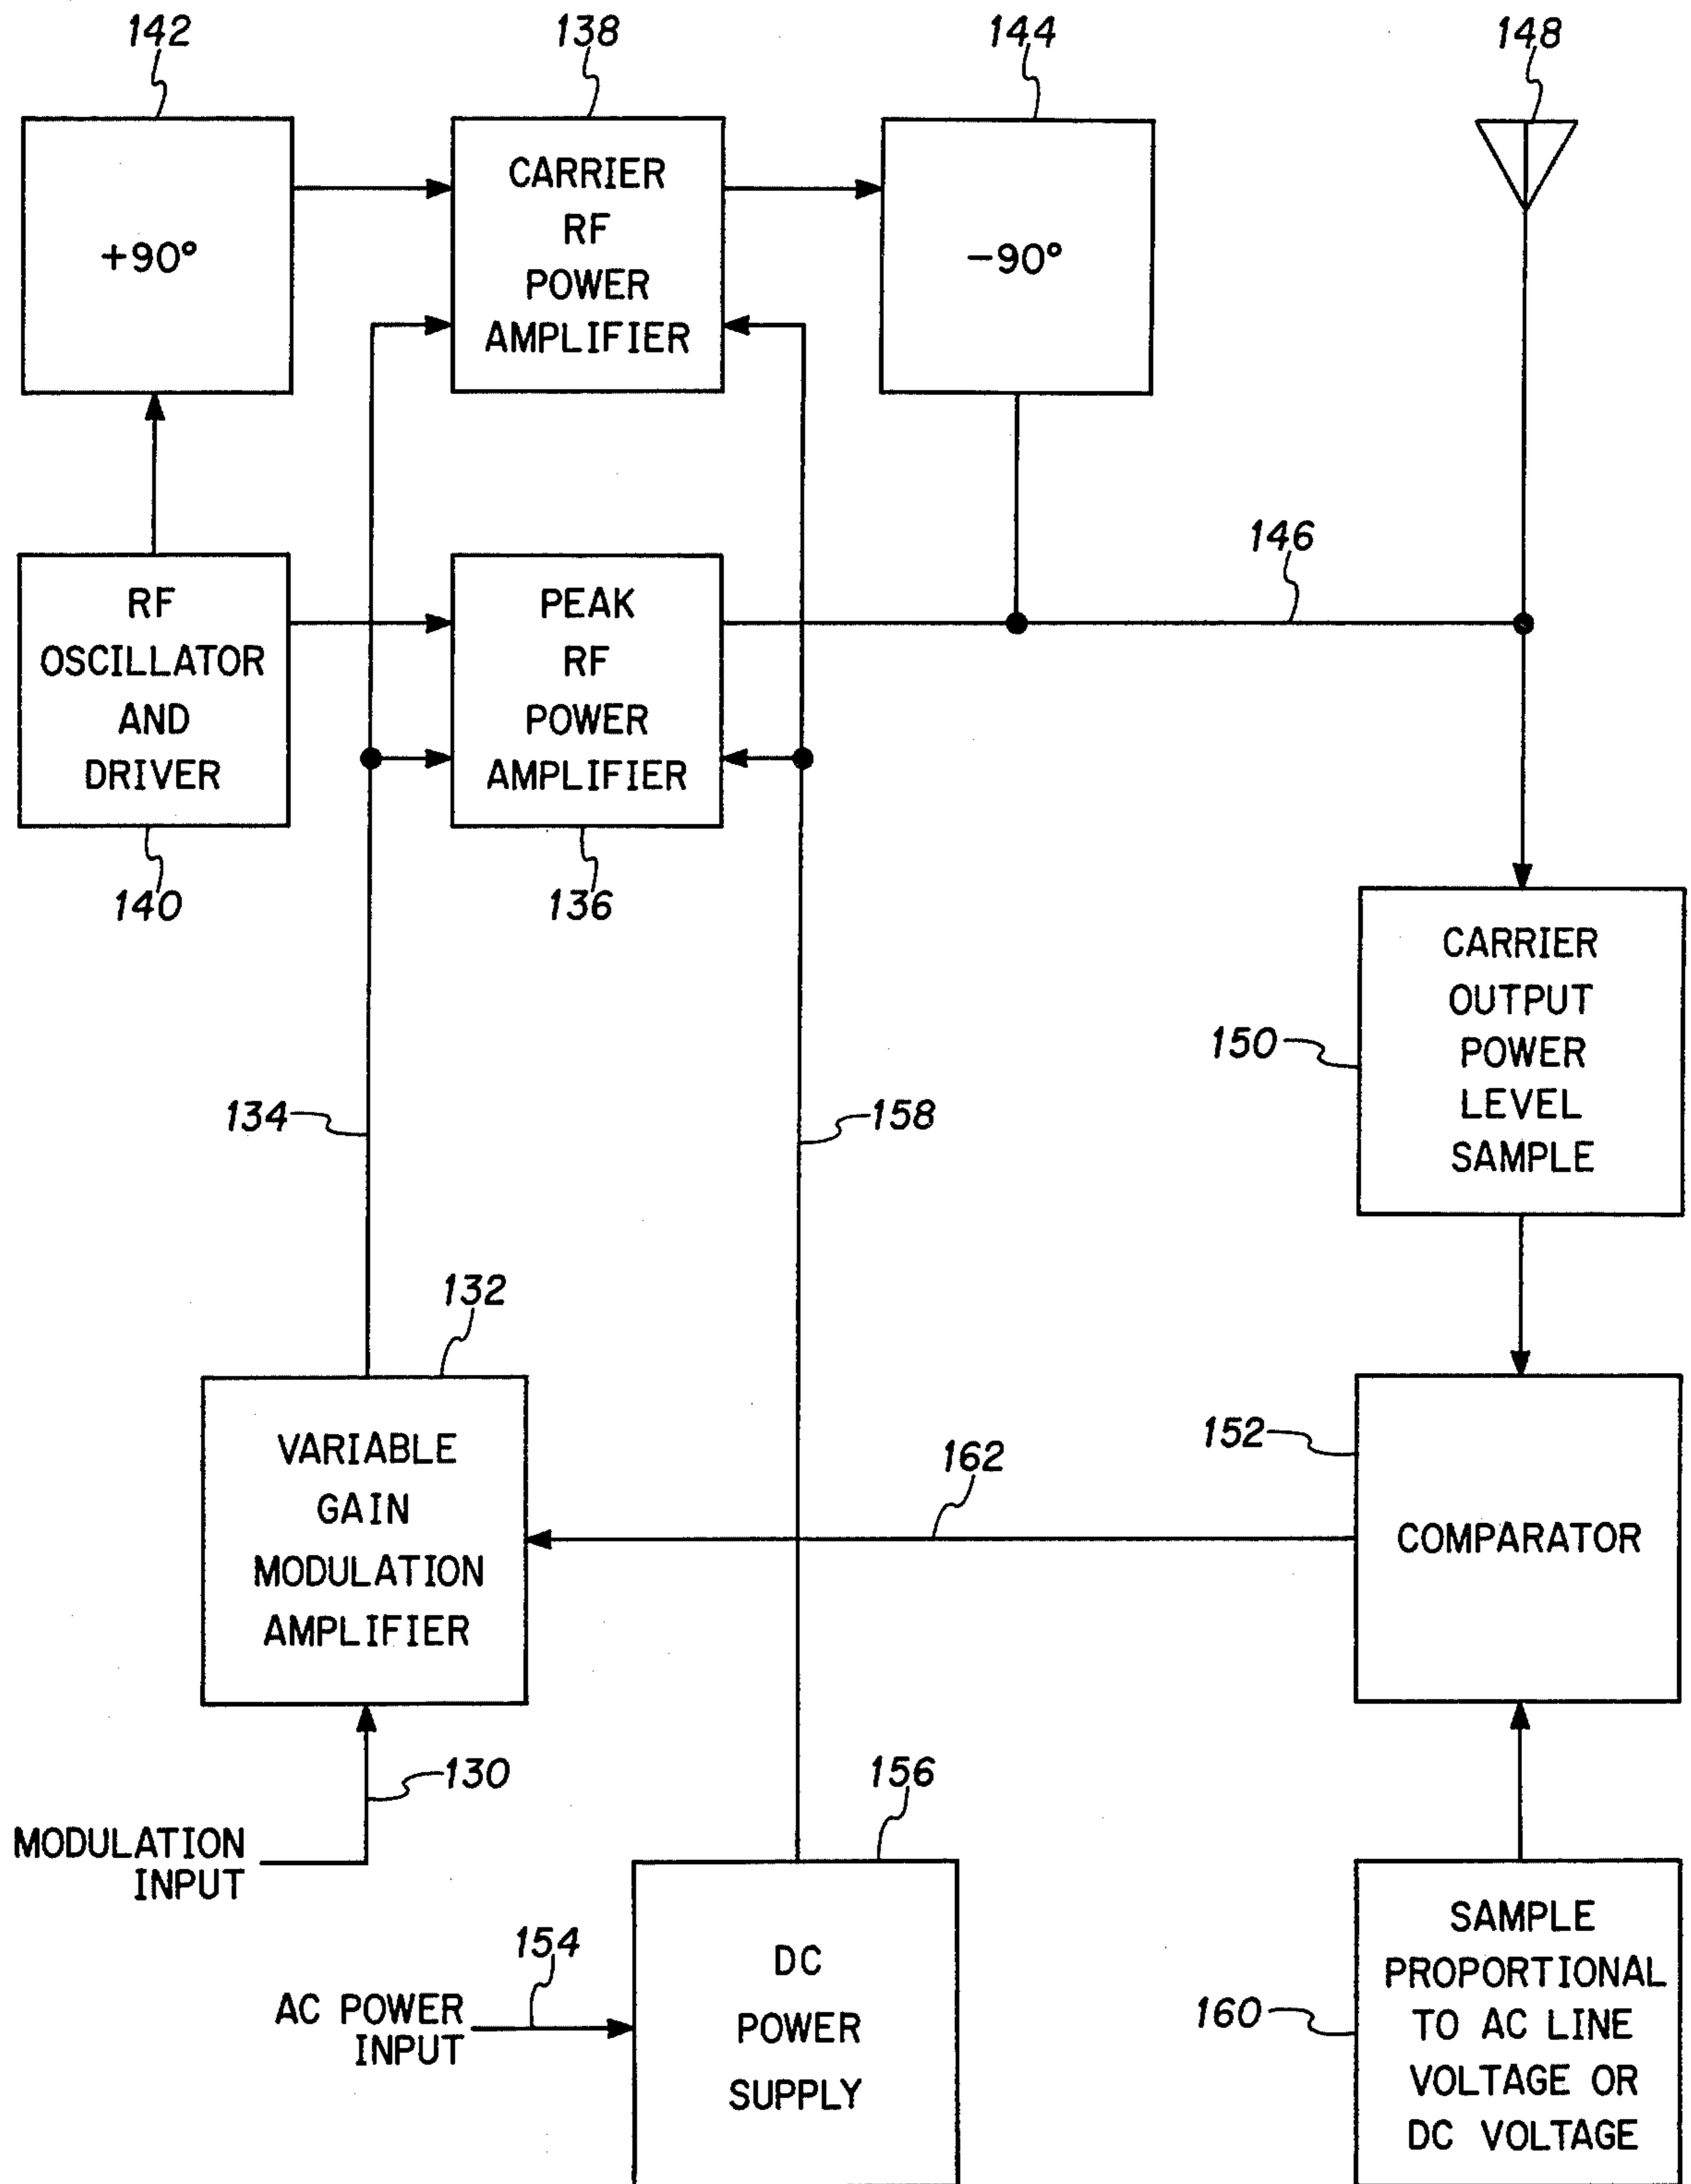 142
138
144
148
+90°
CARRIER
RF
POWER
AMPLIFIER
-90°
146
RF
OSCILLATOR
AND
DRIVER
PEAK
RF
POWER
AMPLIFIER
140
136
CARRIER
OUTPUT
POWER
LEVEL
SAMPLE
150
134
158
132
VARIABLE
GAIN
MODULATION
AMPLIFIER
162
152
COMPARATOR
130
MODULATION
INPUT
156
154
AC POWER
INPUT
DC
POWER
SUPPLY
160
SAMPLE
PROPORTIONAL
TO AC LINE
VOLTAGE OR
DC VOLTAGE